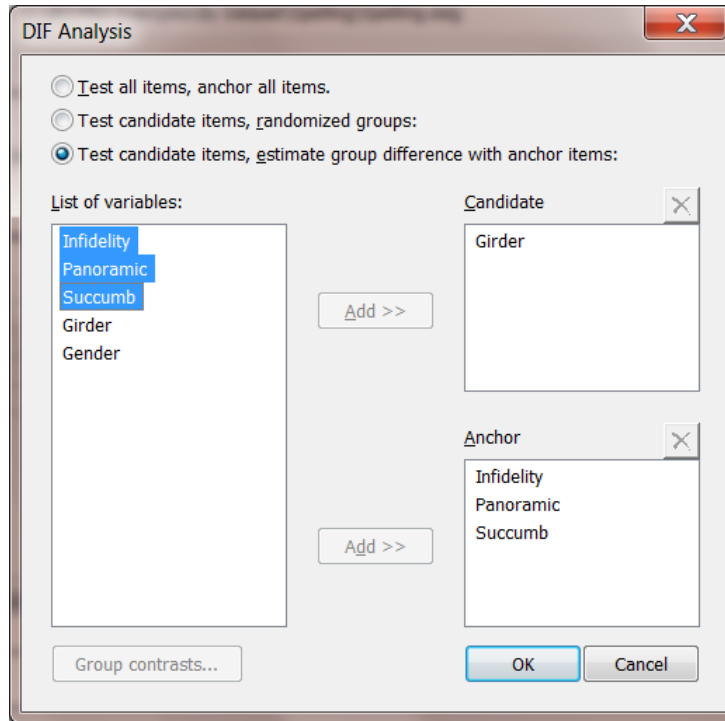 DIF Analysis
Test all items, anchor all items.
Test candidate items, randomized groups:
Test candidate items, estimate group difference with anchor items:
List of variables:
Infidelity
Panoramic
Succumb
Girder
Gender
Add >>
Candidate
Girder
Anchor
Infidelity
Panoramic
Succumb
Add >>
Group contrasts...
OK
Cancel